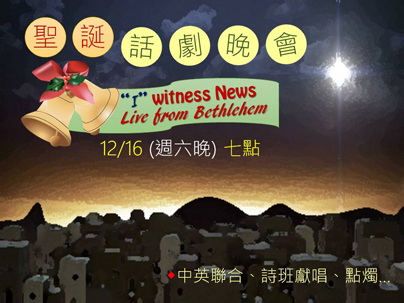 聖誕話劇晚會
“I” witness News
Live from Bethlehem
12/16 (週六晚) 七點
中英聯合、詩班獻唱、點燭...